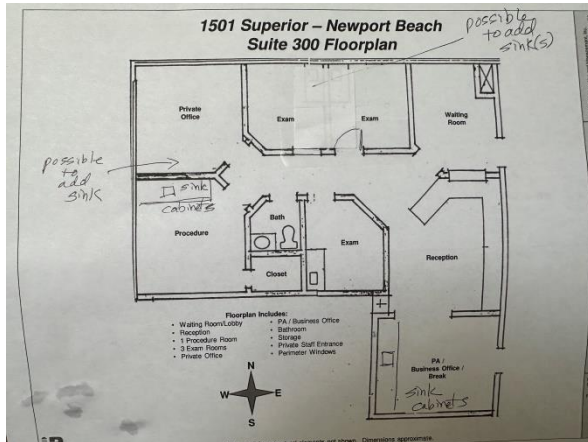 1501 Superior – Newport Beach
Suite 300 Floorplan
possible
to add
sink(s)
Private
Office
Exam
Exam
Waiting
Room
possible
to
add
sink
sink
cabinets
Procedure
Bath
Closet
Exam
Reception
Floorplan Includes:
• Waiting Room/Lobby
• Reception
• 1 Procedure Room
• 3 Exam Rooms
• Private Office
• PA / Business Office
• Bathroom
• Storage
• Private Staff Entrance
• Perimeter Windows
PA /
Business Office /
Break
sink
cabinets
N
W
E
S
shown. Dimensions approximate.